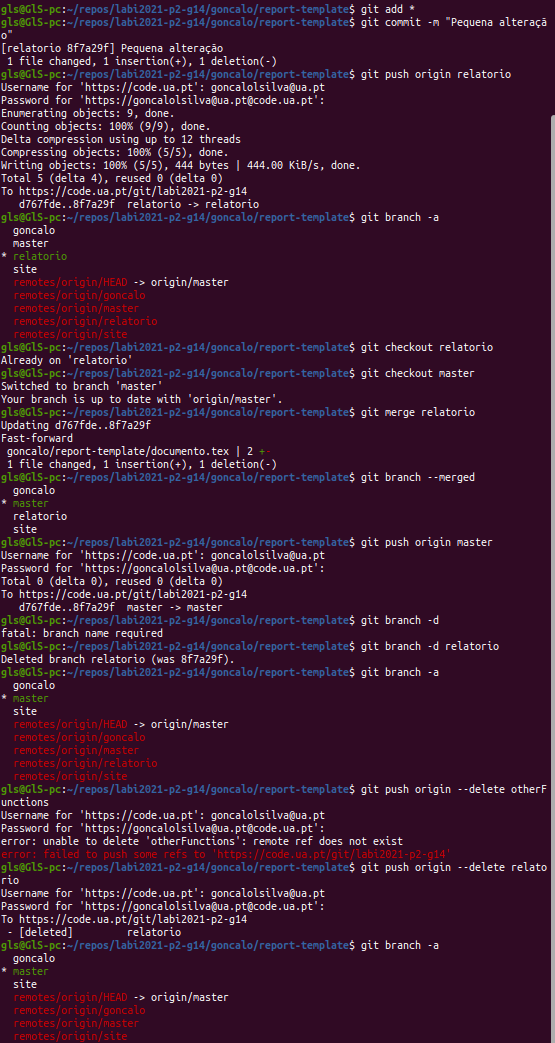 gls@GlS-pc:~/repos/labi2021-p2-g14/goncalo/report-template$ git add *
gls@GlS-pc:~/repos/labi2021-p2-g14/goncalo/report-template$ git commit -m "Pequena alteraçã
o"
[relatorio 8f7a29f] Pequena alteração
 1 file changed, 1 insertion(+), 1 deletion(-)
gls@GlS-pc:~/repos/labi2021-p2-g14/goncalo/report-template$ git push origin relatorio
Username for 'https://code.ua.pt': goncalolsilva@ua.pt
Password for 'https://goncalolsilva@ua.pt@code.ua.pt':
Enumerating objects: 9, done.
Counting objects: 100% (9/9), done.
Delta compression using up to 12 threads
Compressing objects: 100% (5/5), done.
Writing objects: 100% (5/5), 444 bytes | 444.00 KiB/s, done.
Total 5 (delta 4), reused 0 (delta 0)
To https://code.ua.pt/git/labi2021-p2-g14
   d767fde..8f7a29f  relatorio -> relatorio
gls@GlS-pc:~/repos/labi2021-p2-g14/goncalo/report-template$ git branch -a
  goncalo
  master
* relatorio
  site
  remotes/origin/HEAD -> origin/master
  remotes/origin/goncalo
  remotes/origin/master
  remotes/origin/relatorio
  remotes/origin/site
gls@GlS-pc:~/repos/labi2021-p2-g14/goncalo/report-template$ git checkout relatorio
Already on 'relatorio'
gls@GlS-pc:~/repos/labi2021-p2-g14/goncalo/report-template$ git checkout master
Switched to branch 'master'
Your branch is up to date with 'origin/master'.
gls@GlS-pc:~/repos/labi2021-p2-g14/goncalo/report-template$ git merge relatorio
Updating d767fde..8f7a29f
Fast-forward
 goncalo/report-template/documento.tex | 2 +-
 1 file changed, 1 insertion(+), 1 deletion(-)
gls@GlS-pc:~/repos/labi2021-p2-g14/goncalo/report-template$ git branch --merged
  goncalo
* master
  relatorio
  site
gls@GlS-pc:~/repos/labi2021-p2-g14/goncalo/report-template$ git push origin master
Username for 'https://code.ua.pt': goncalolsilva@ua.pt
Password for 'https://goncalolsilva@ua.pt@code.ua.pt':
Total 0 (delta 0), reused 0 (delta 0)
To https://code.ua.pt/git/labi2021-p2-g14
   d767fde..8f7a29f  master -> master
gls@GlS-pc:~/repos/labi2021-p2-g14/goncalo/report-template$ git branch -d
fatal: branch name required
gls@GlS-pc:~/repos/labi2021-p2-g14/goncalo/report-template$ git branch -d relatorio
Deleted branch relatorio (was 8f7a29f).
gls@GlS-pc:~/repos/labi2021-p2-g14/goncalo/report-template$ git branch -a
  goncalo
* master
  site
  remotes/origin/HEAD -> origin/master
  remotes/origin/goncalo
  remotes/origin/master
  remotes/origin/relatorio
  remotes/origin/site
gls@GlS-pc:~/repos/labi2021-p2-g14/goncalo/report-template$ git push origin --delete otherF
unctions
Username for 'https://code.ua.pt': goncalolsilva@ua.pt
Password for 'https://goncalolsilva@ua.pt@code.ua.pt':
error: unable to delete 'otherFunctions': remote ref does not exist
error: failed to push some refs to 'https://code.ua.pt/git/labi2021-p2-g14'
gls@GlS-pc:~/repos/labi2021-p2-g14/goncalo/report-template$ git push origin --delete relato
rio
Username for 'https://code.ua.pt': goncalolsilva@ua.pt
Password for 'https://goncalolsilva@ua.pt@code.ua.pt':
To https://code.ua.pt/git/labi2021-p2-g14
 - [deleted]         relatorio
gls@GlS-pc:~/repos/labi2021-p2-g14/goncalo/report-template$ git branch -a
  goncalo
* master
  site
  remotes/origin/HEAD -> origin/master
  remotes/origin/goncalo
  remotes/origin/master
  remotes/origin/site